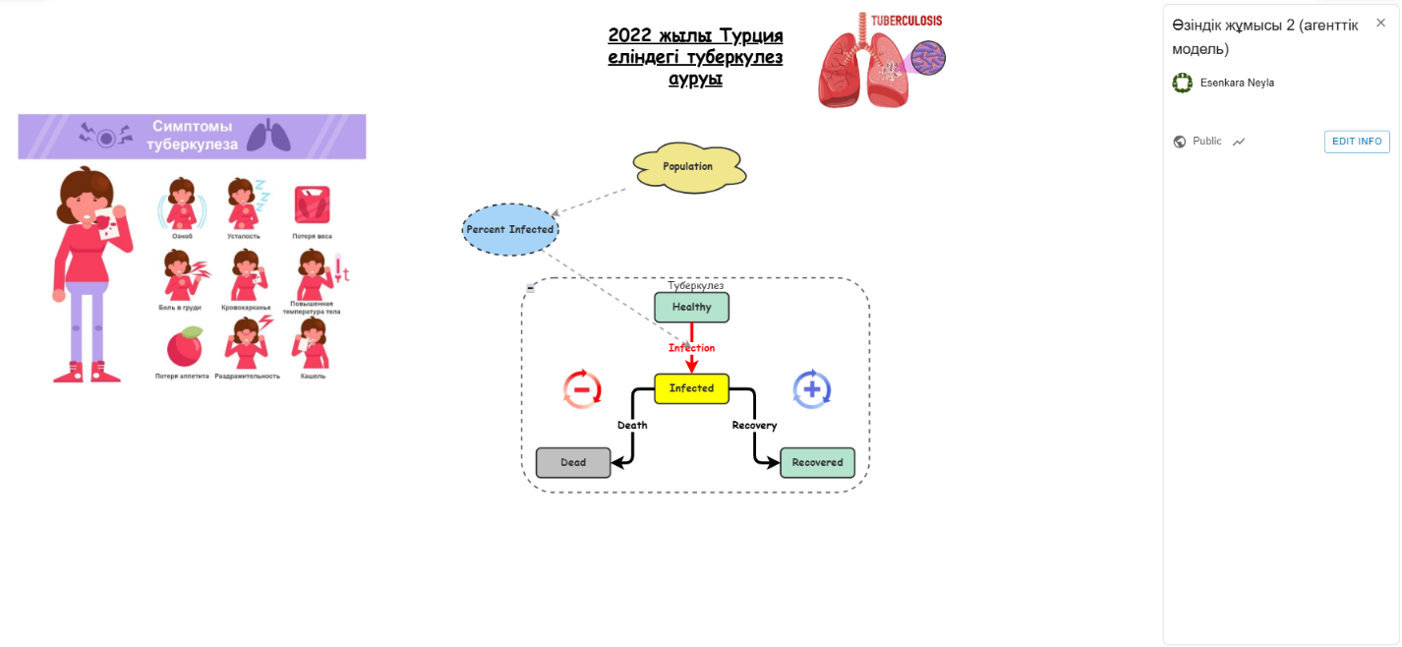 2022 жылы Турция
еліндегі туберкулез
ауруы
TUBERCULOSIS
Симптомы
туберкулеза
Озноб
Усталость
Потеря веса
Боль в груди
Кровохарканье
Повышенная
температура тела
Потеря аппетита
Раздражительность
Кашель
t
Population
Percent Infected
Туберкулез
Healthy
Infection
Infected
Death
Recovery
Dead
Recovered
Өзіндік жұмысы 2 (агенттік
модель)
Esenkara Neyla
Public
EDIT INFO